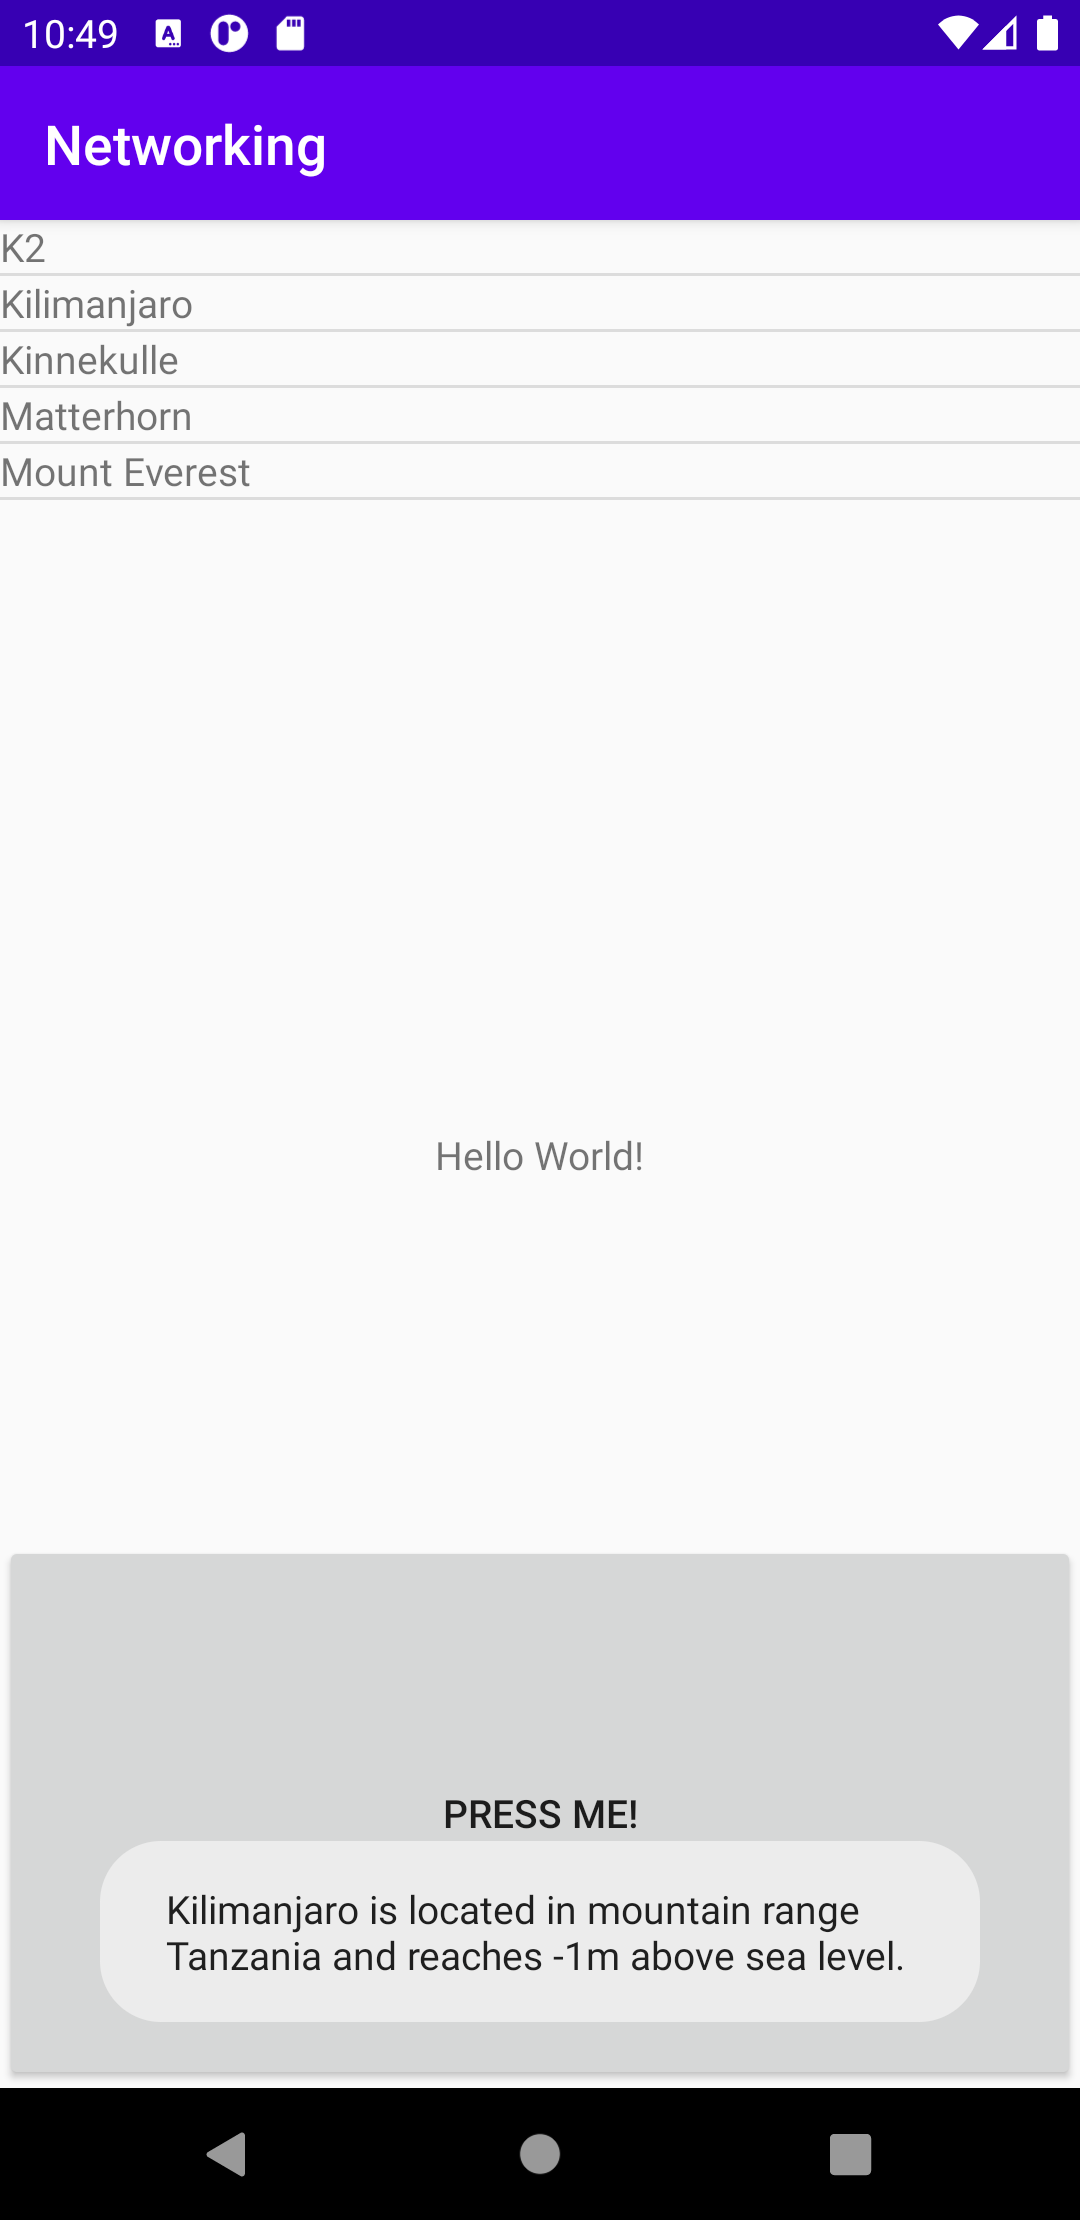 10:49
Networking
K2
Kilimanjaro
Kinnekulle
Matterhorn
Mount Everest
Hello World!
PRESS ME!
Kilimanjaro is located in mountain range
Tanzania and reaches -1m above sea level.